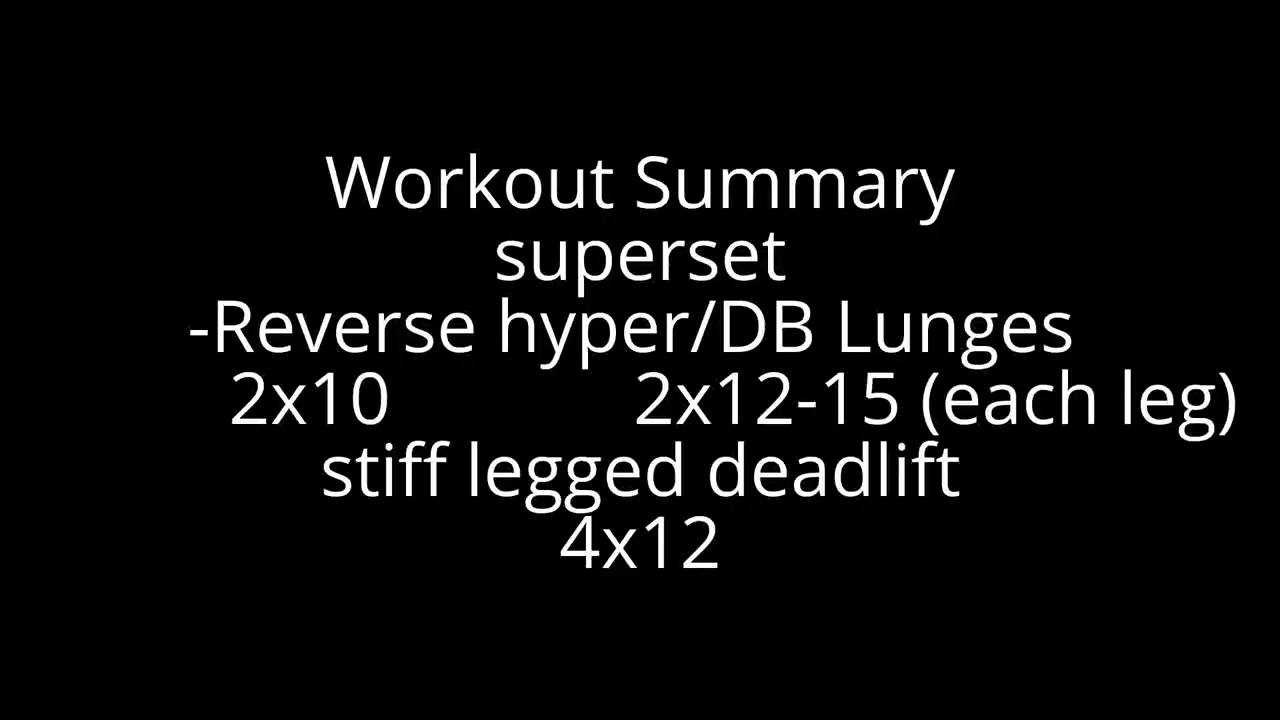 Workout Summary
superset
-Reverse hyper/DB Lunges
2x10 2x12-15 (each leg)
stiff legged deadlift
4x12